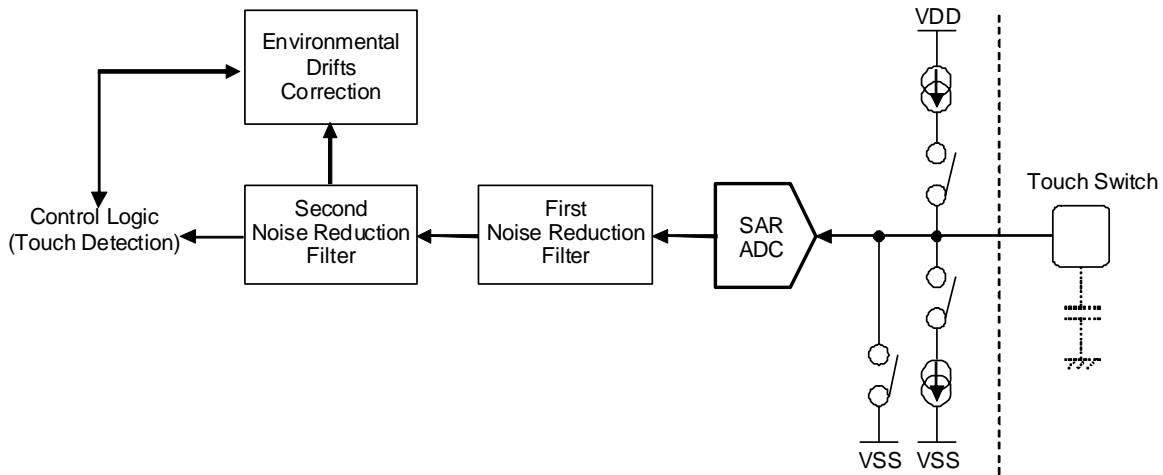 VDD
Environmental
Drifts
Correction
Touch Switch
Control Logic
(Touch Detection)
Second
Noise Reduction
Filter
First
Noise Reduction
Filter
SAR
ADC
VSS
VSS